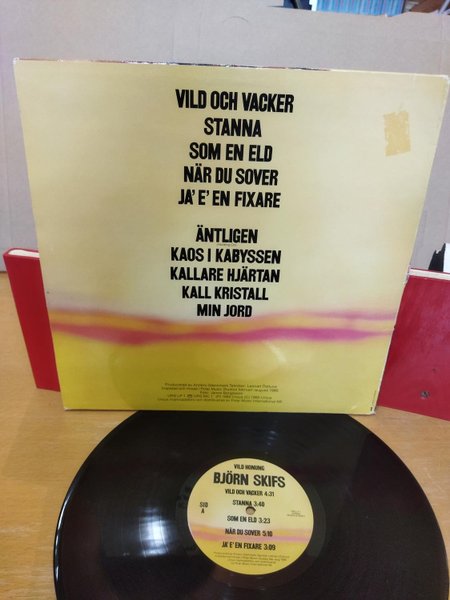 VILD OCH VACKER
STANNA
SOM EN ELD
NÄR DU SOVER
JA' E' EN FIXARE
ÄNTLIGEN
KAOS I KABYSSEN
KALLARE HJÄRTAN
KALL KRISTALL
MIN JORD
VILD HONUNG
BJÖRN SKIFS
VILD OCH VACKER 4:31
SID
A
STANNA 3:40
SOM EN ELD 3:23
NÄR DU SOVER 5:10
JA' E' EN FIXARE 3:09